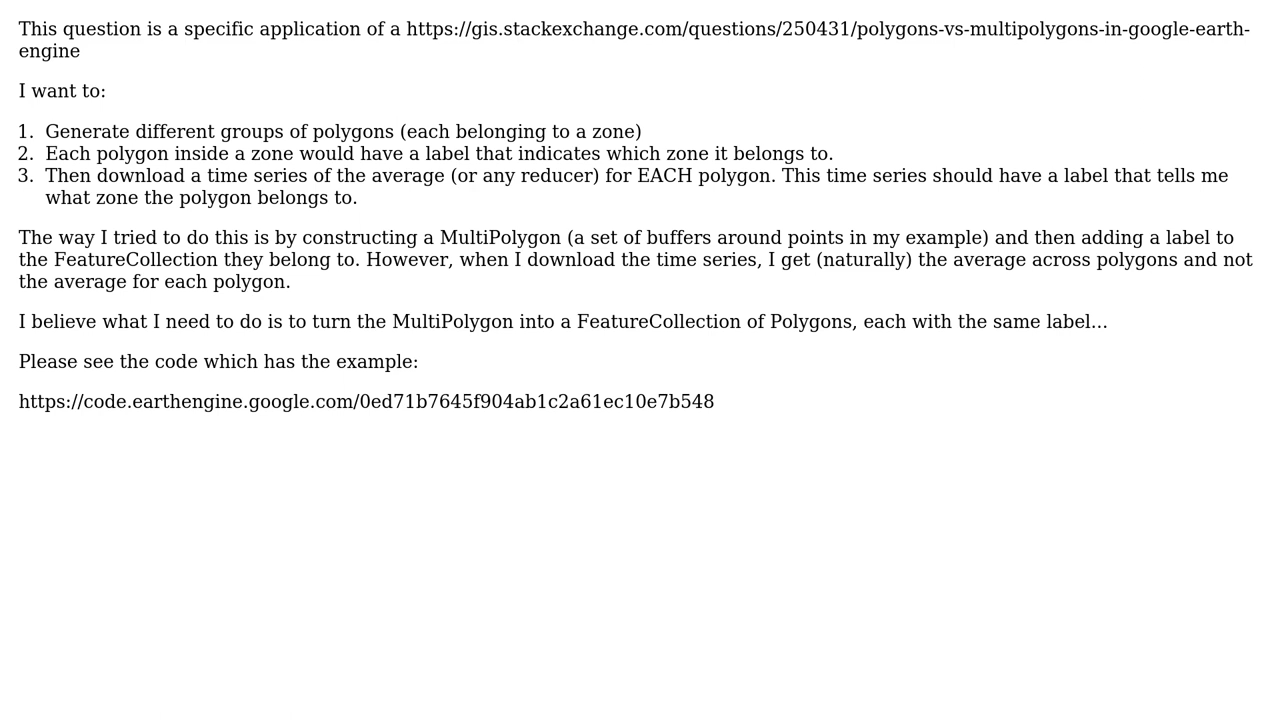 This question is a specific application of a https://gis.stackexchange.com/questions/250431/polygons-vs-multipolygons-in-google-earth-
engine
I want to:
1. Generate different groups of polygons (each belonging to a zone)
2. Each polygon inside a zone would have a label that indicates which zone it belongs to.
3. Then download a time series of the average (or any reducer) for EACH polygon. This time series should have a label that tells me
what zone the polygon belongs to.
The way I tried to do this is by constructing a MultiPolygon (a set of buffers around points in my example) and then adding a label to
the FeatureCollection they belong to. However, when I download the time series, I get (naturally) the average across polygons and not
the average for each polygon.
I believe what I need to do is to turn the MultiPolygon into a FeatureCollection of Polygons, each with the same label...
Please see the code which has the example:
https://code.earthengine.google.com/0ed71b7645f904ab1c2a61ec10e7b548